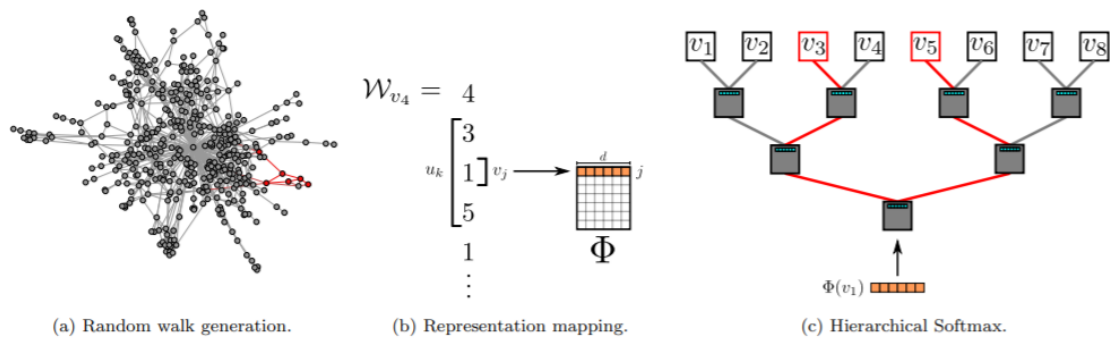 𝒲_{v_4} = 4
3
u_k 1 v_j
5
1
⋮
d
j
Φ
v_1 v_2 v_3 v_4 v_5 v_6 v_7 v_8
Φ(v_1)
(a) Random walk generation.
(b) Representation mapping.
(c) Hierarchical Softmax.